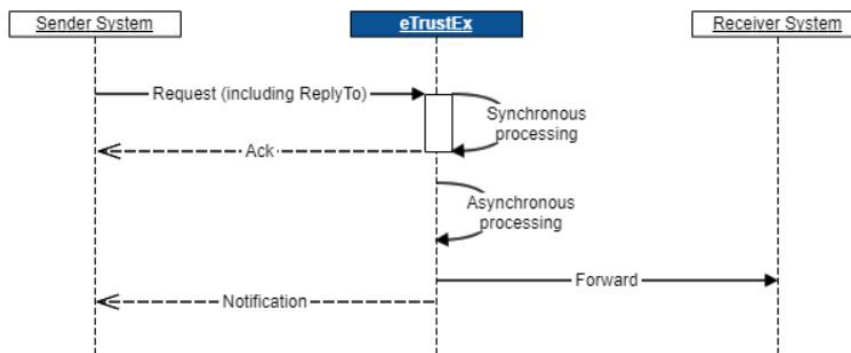 Sender System
eTrustEx
Receiver System
Request (including ReplyTo)
Synchronous
processing
Ack
Asynchronous
processing
Forward
Notification